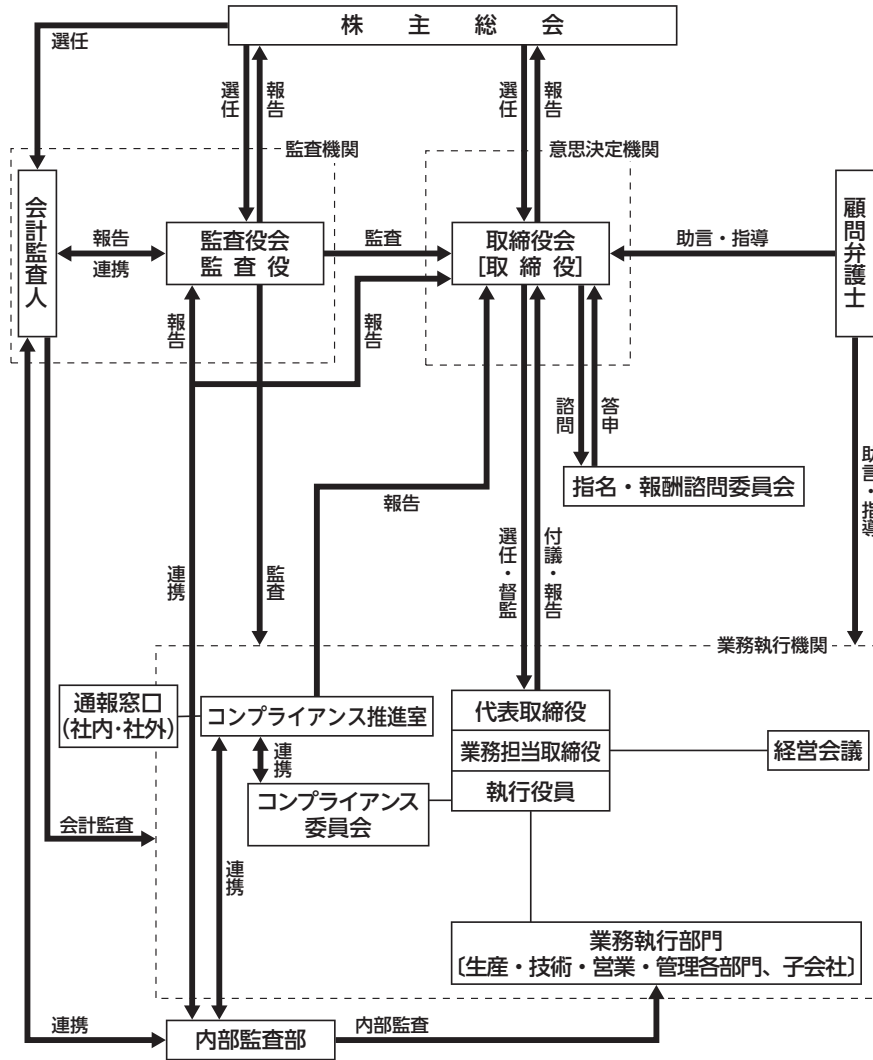 株主総会
選任
選任
報告
選任
報告
監査機関
意思決定機関
会計監査人
報告
連携
監査役会
監査役
監査
取締役会
[取締役]
助言・指導
顧問弁護士
報告
報告
諮問
答申
指名・報酬諮問委員会
助言・指導
報告
連携
監査
選任・督監
付議・報告
業務執行機関
通報窓口
(社内・社外)
コンプライアンス推進室
代表取締役
業務担当取締役
執行役員
経営会議
連携
コンプライアンス
委員会
会計監査
連携
業務執行部門
〔生産・技術・営業・管理各部門、子会社〕
連携
内部監査部
内部監査